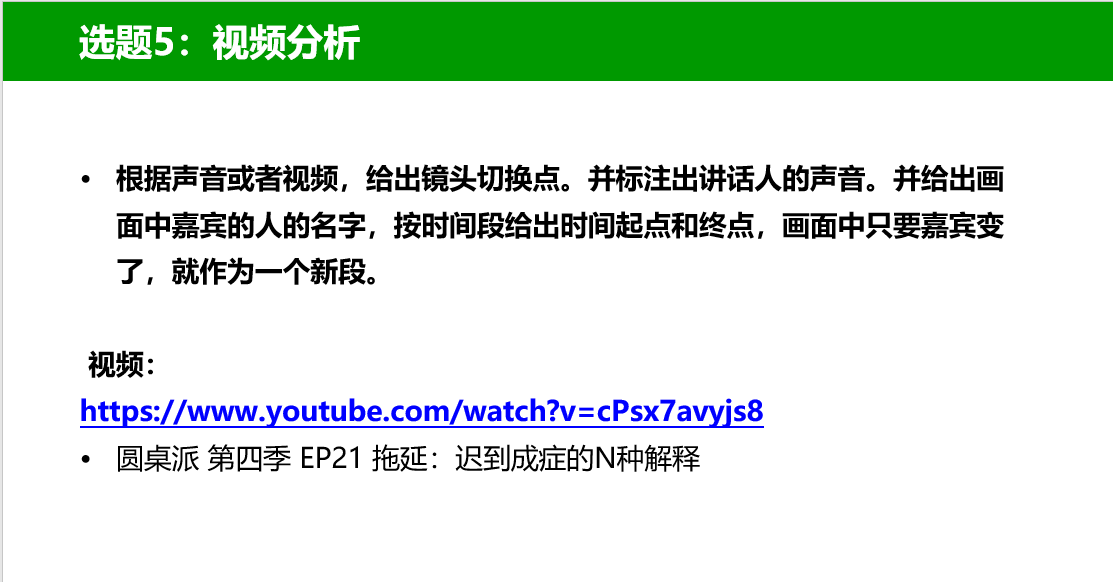 选题5：视频分析
• 根据声音或者视频，给出镜头切换点。并标注出讲话人的声音。并给出画
面中嘉宾的人的名字，按时间段给出时间起点和终点，画面中只要嘉宾变
了，就作为一个新段。
视频：
https://www.youtube.com/watch?v=cPsx7avyjs8
• 圆桌派 第四季 EP21 拖延：迟到成症的N种解释